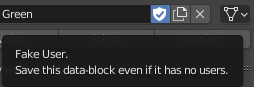 Green
Fake User.
Save this data-block even if it has no users.